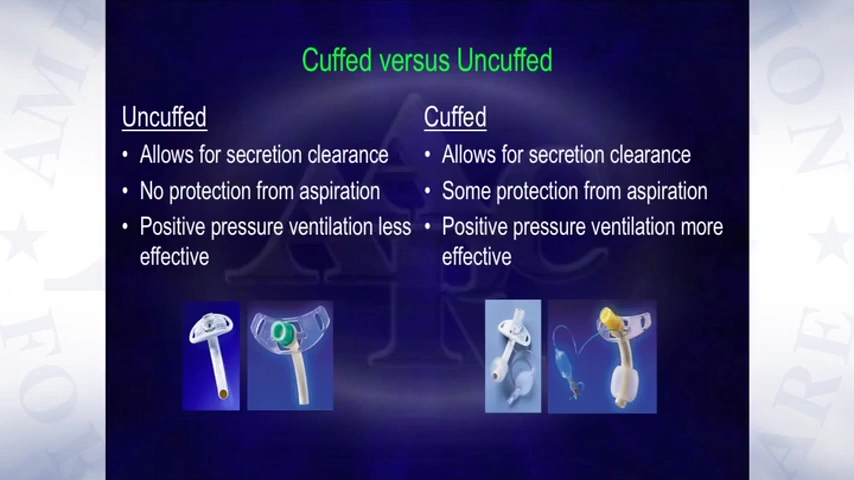 Cuffed versus Uncuffed
Uncuffed
• Allows for secretion clearance
• No protection from aspiration
• Positive pressure ventilation less
effective
Cuffed
• Allows for secretion clearance
• Some protection from aspiration
• Positive pressure ventilation more
effective